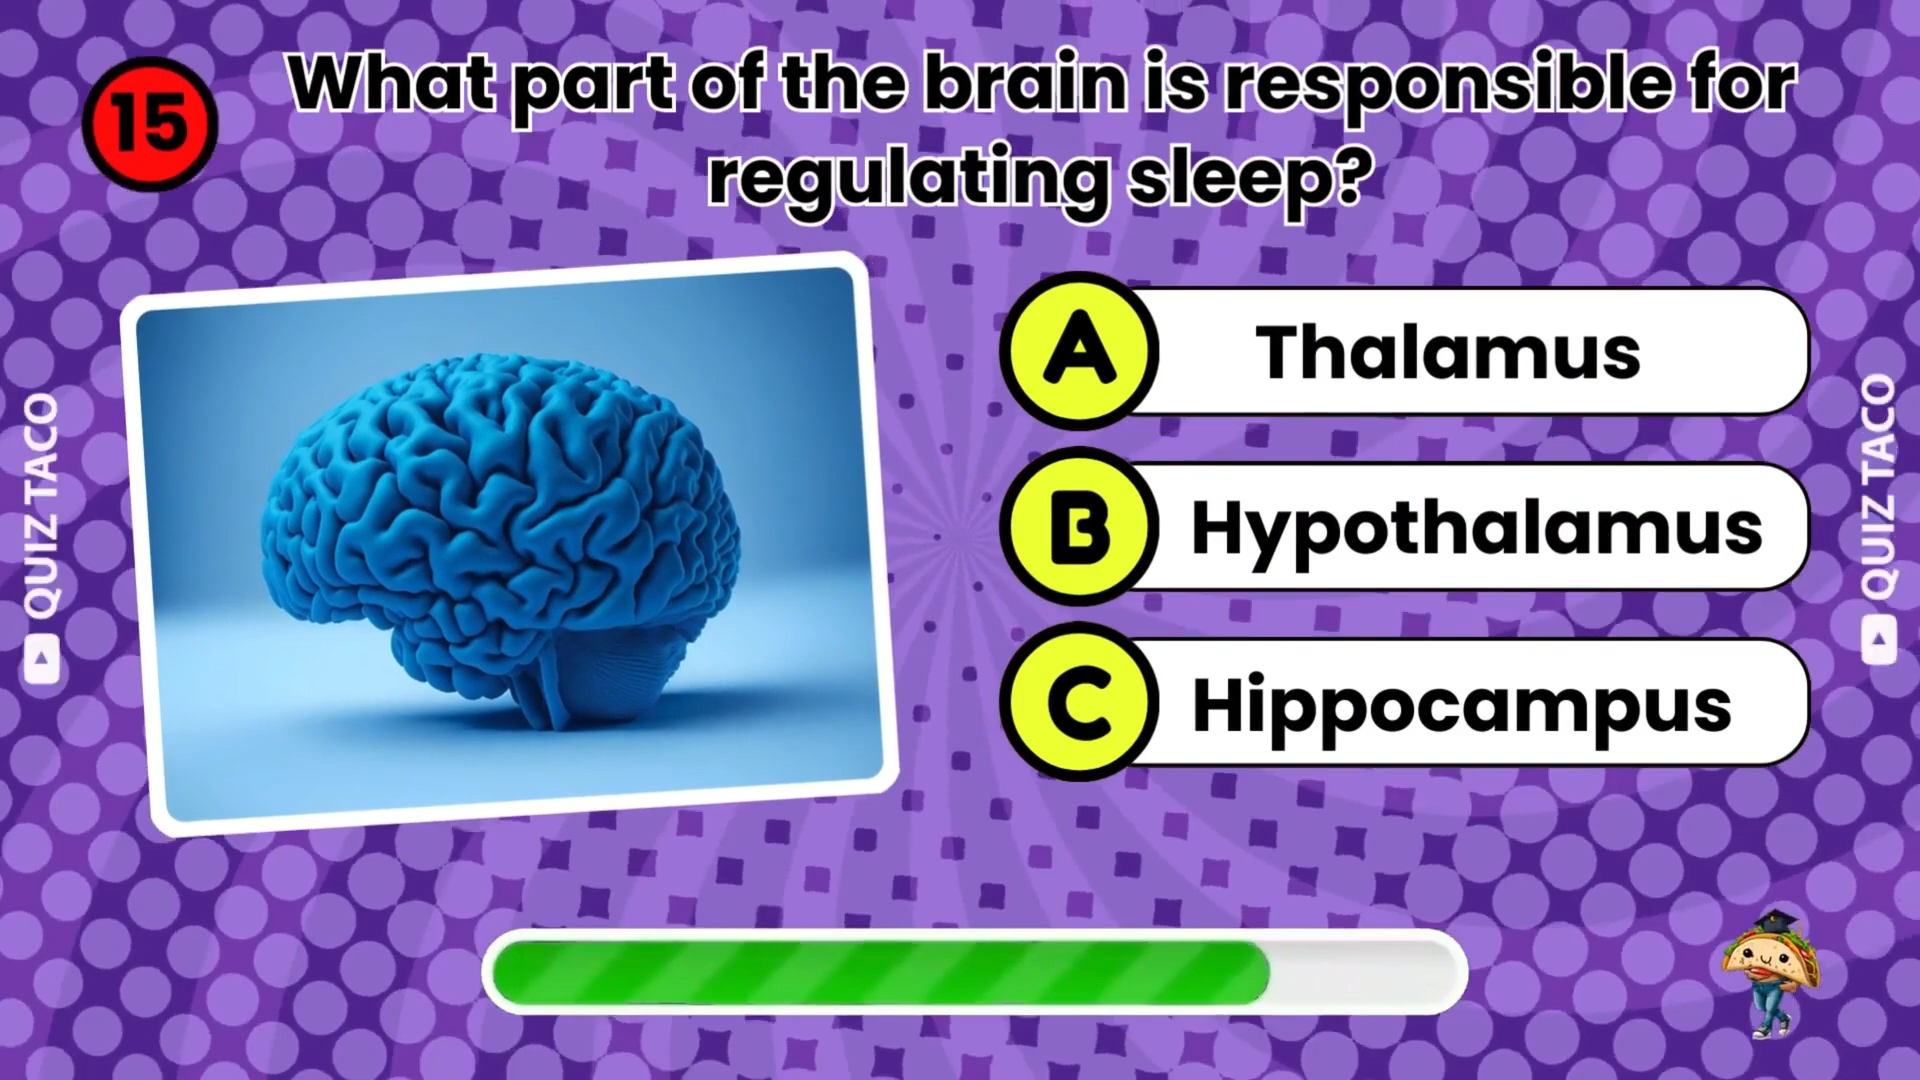 15
What part of the brain is responsible for
regulating sleep?
A Thalamus
B Hypothalamus
C Hippocampus
QUIZ TACO
QUIZ TACO